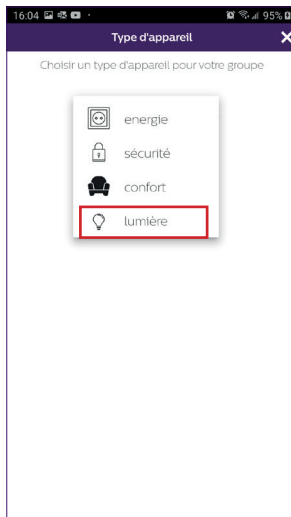 16:04 95%
Type d'appareil
Choisir un type d'appareil pour votre groupe
energie
sécurité
confort
lumière